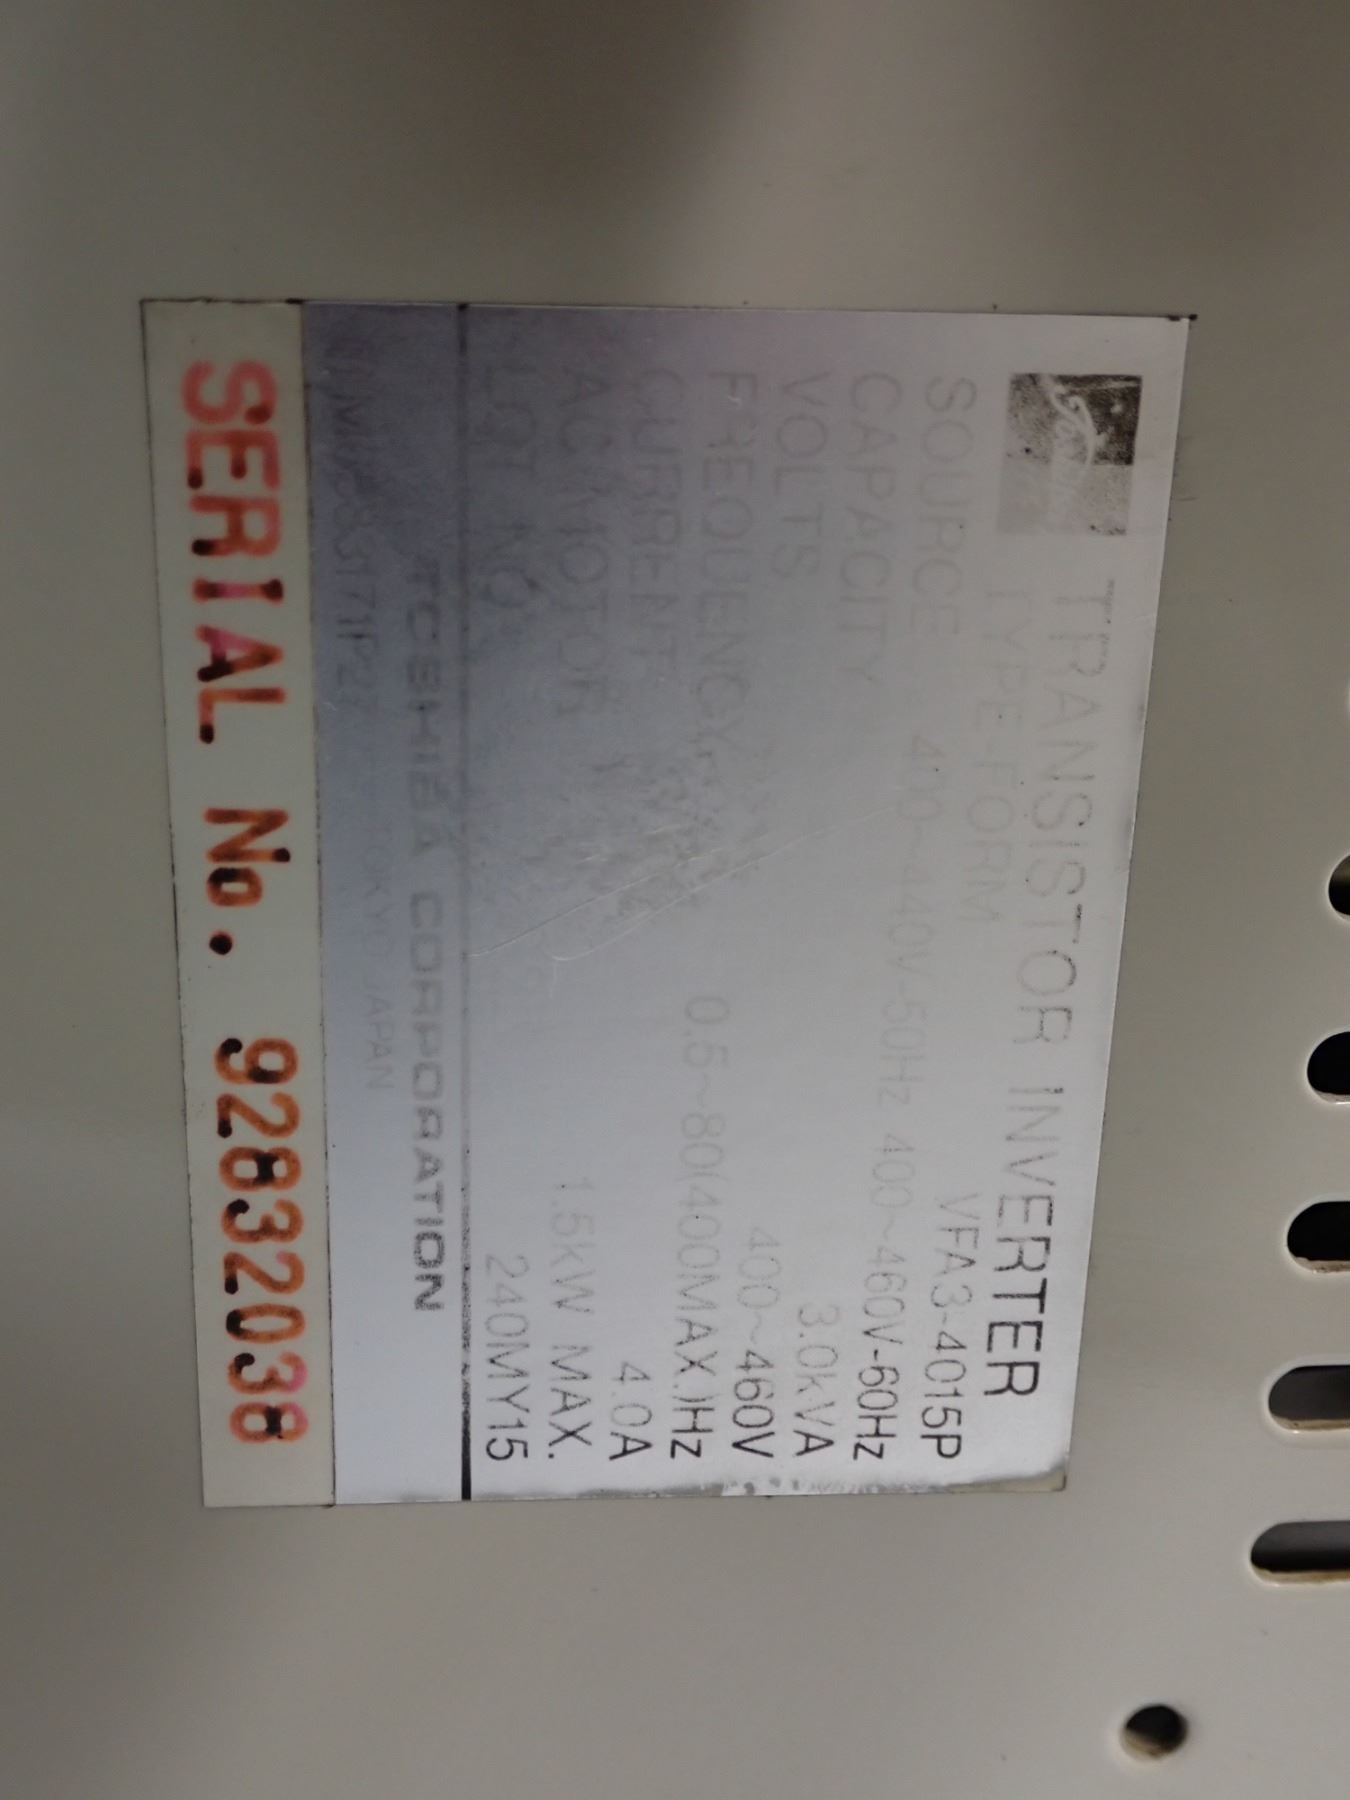 TRANSISTOR INVERTER
TYPE-FORM VFA3-4015P
SOURCE 400~440V-50Hz 400~460V-60Hz
CAPACITY 3.0kVA
VOLTS 400~460V
FREQUENCY 0.5~80(400MAX.)Hz
CURRENT 4.0A
AC MOTOR 1.5kW MAX.
LOT NO. 240MY15
TOSHIBA CORPORATION
TOKYO JAPAN
SERIAL No. 92832038